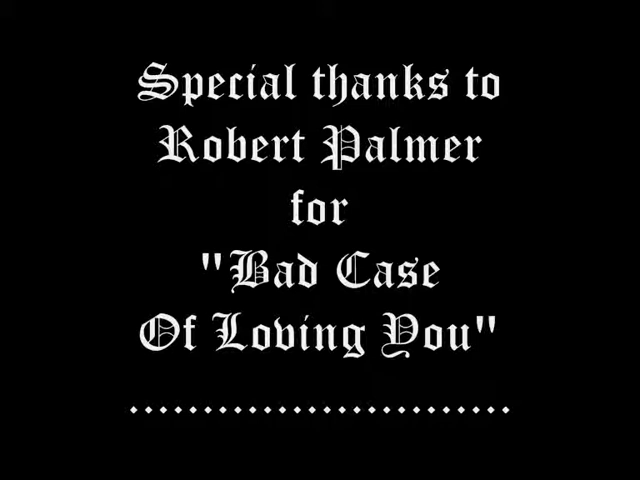 Special thanks to
Robert Palmer
for
"Bad Case
Of Loving You"
..........................